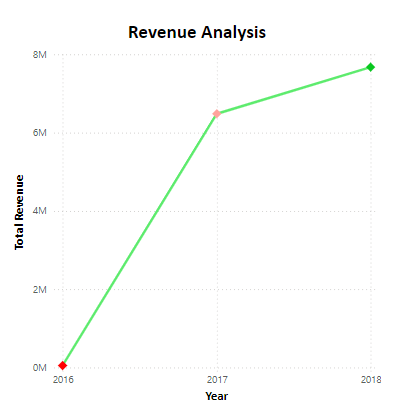 Revenue Analysis
8M
6M
4M
2M
0M
Total Revenue
2016 2017 2018
Year